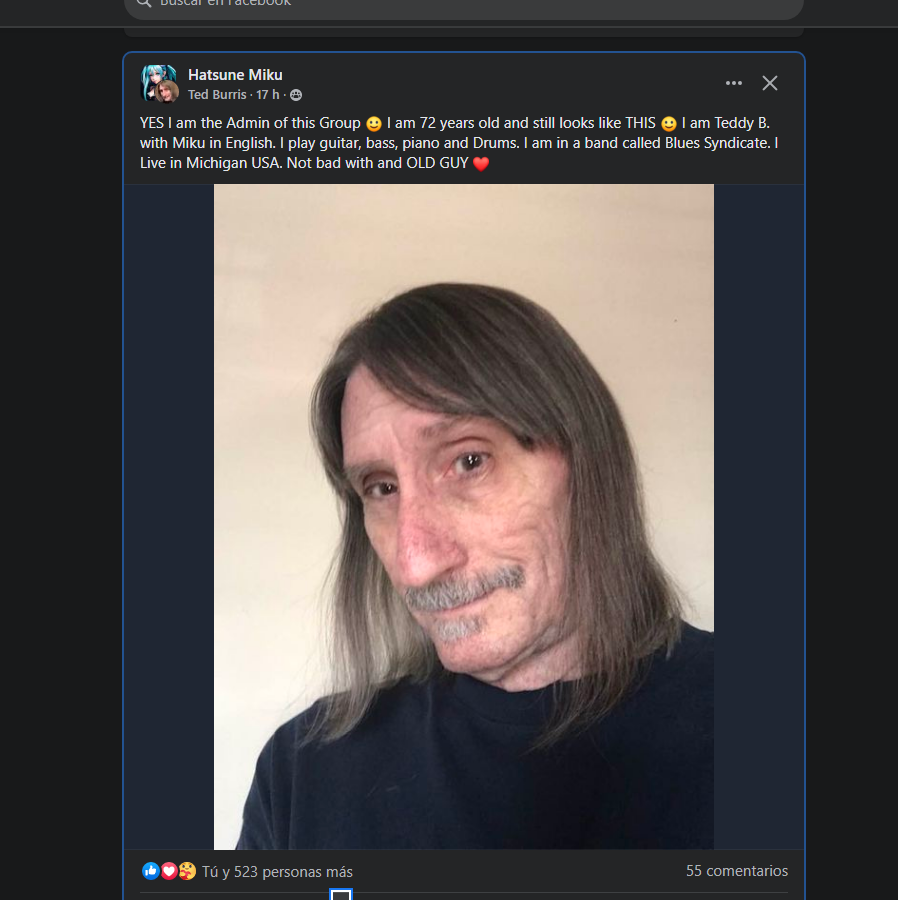 Buscar en Facebook
Hatsune Miku
Ted Burris · 17 h ·
YES I am the Admin of this Group 🙂 I am 72 years old and still looks like THIS 🙂 I am Teddy B.
with Miku in English. I play guitar, bass, piano and Drums. I am in a band called Blues Syndicate. I
Live in Michigan USA. Not bad with and OLD GUY ❤️
Tú y 523 personas más
55 comentarios